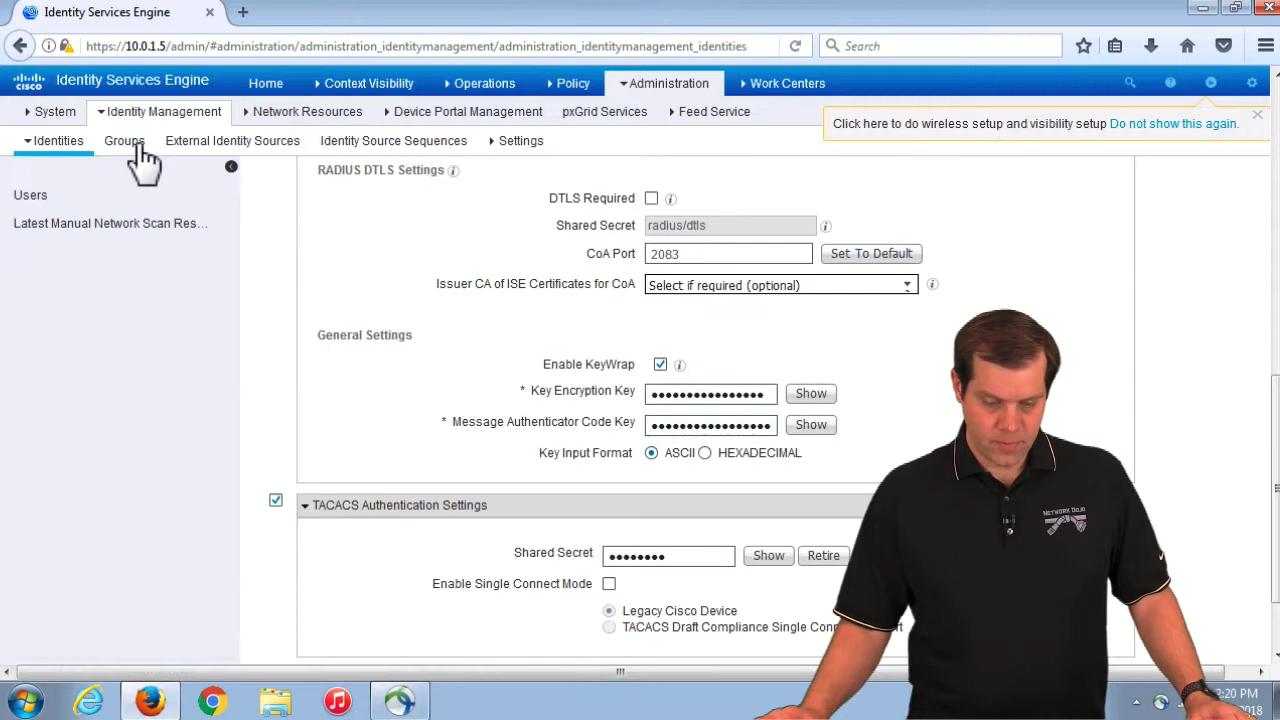 Identity Services Engine
https://10.0.1.5/admin/#administration/administration_identitymanagement/administration_identitymanagement_identities
Search
CISCO Identity Services Engine Home Context Visibility Operations Policy Administration Work Centers
System Identity Management Network Resources Device Portal Management pxGrid Services Feed Service
Click here to do wireless setup and visibility setup Do not show this again.
Identities Groups External Identity Sources Identity Source Sequences Settings
Users
Latest Manual Network Scan Res...
RADIUS DTLS Settings
DTLS Required
Shared Secret radius/dtls
CoA Port 2083 Set To Default
Issuer CA of ISE Certificates for CoA Select if required (optional)
General Settings
Enable KeyWrap
* Key Encryption Key •••••••••••••••• Show
* Message Authenticator Code Key ••••••••••••••••• Show
Key Input Format ASCII HEXADECIMAL
TACACS Authentication Settings
Shared Secret •••••••• Show Retire
Enable Single Connect Mode
Legacy Cisco Device
TACACS Draft Compliance Single
NETWORK DOJO
:20 PM
2018